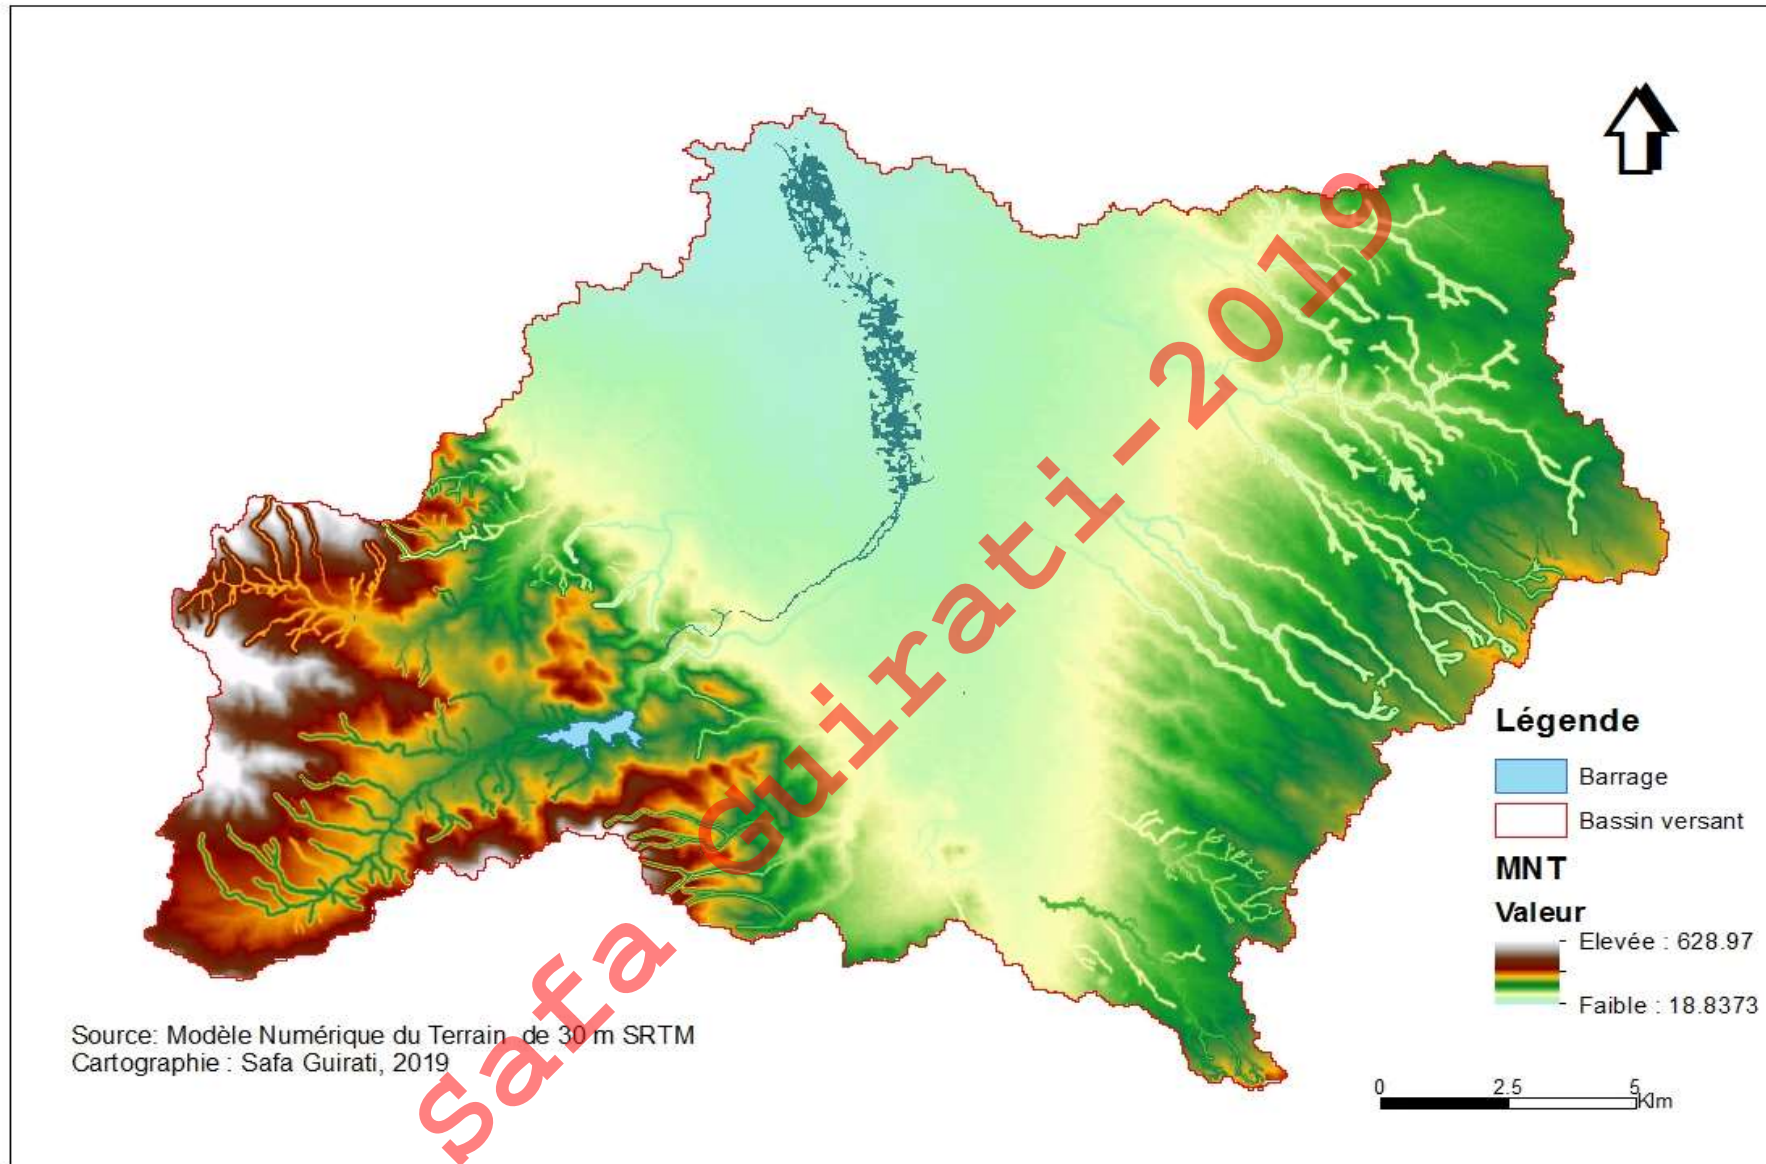 Safa Guirati-2019
Légende
Barrage
Bassin versant
MNT
Valeur
Elevée : 628.97
Faible : 18.8373
Source: Modèle Numérique du Terrain de 30 m SRTM
Cartographie : Safa Guirati, 2019
0 2.5 5
Klm